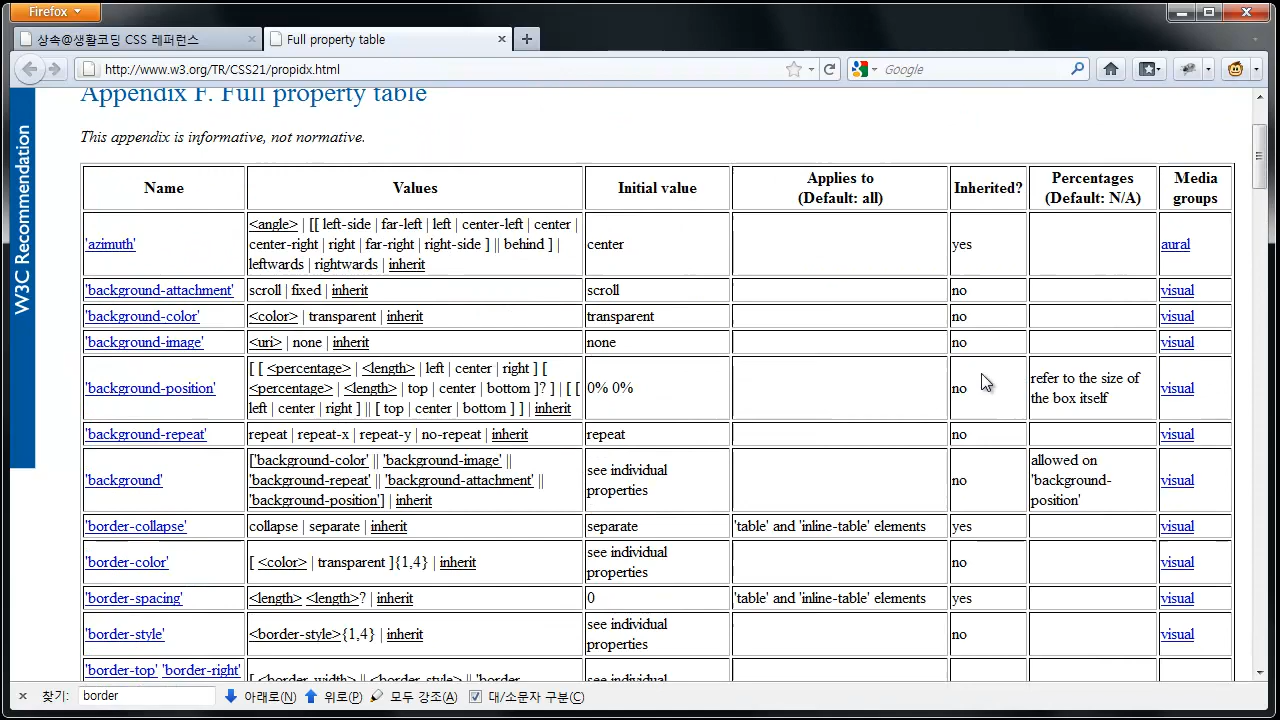 Firefox
상속@생활코딩 CSS 레퍼런스
Full property table
http://www.w3.org/TR/CSS21/propidx.html
Google
W3C Recommendation
Appendix F. Full property table
This appendix is informative, not normative.
Name Values Initial value Applies to (Default: all) Inherited? Percentages (Default: N/A) Media groups
'azimuth' <angle> | [[ left-side | far-left | left | center-left | center | center-right | right | far-right | right-side ] || behind ] | leftwards | rightwards | inherit center yes aural
'background-attachment' scroll | fixed | inherit scroll no visual
'background-color' <color> | transparent | inherit transparent no visual
'background-image' <uri> | none | inherit none no visual
'background-position' [ [ <percentage> | <length> | left | center | right ] [ <percentage> | <length> | top | center | bottom ]? ] | [ [ left | center | right ] || [ top | center | bottom ] ] | inherit 0% 0% no refer to the size of the box itself visual
'background-repeat' repeat | repeat-x | repeat-y | no-repeat | inherit repeat no visual
'background' ['background-color' || 'background-image' || 'background-repeat' || 'background-attachment' || 'background-position'] | inherit see individual properties no allowed on 'background-position' visual
'border-collapse' collapse | separate | inherit separate 'table' and 'inline-table' elements yes visual
'border-color' [ <color> | transparent ]{1,4} | inherit see individual properties no visual
'border-spacing' <length> <length>? | inherit 0 'table' and 'inline-table' elements yes visual
'border-style' <border-style>{1,4} | inherit see individual properties no visual
'border-top' 'border-right' [ <border-width> || <border-style> || 'border- see individual
찾기: border 아래로(N) 위로(P) 모두 강조(A) 대/소문자 구분(C)